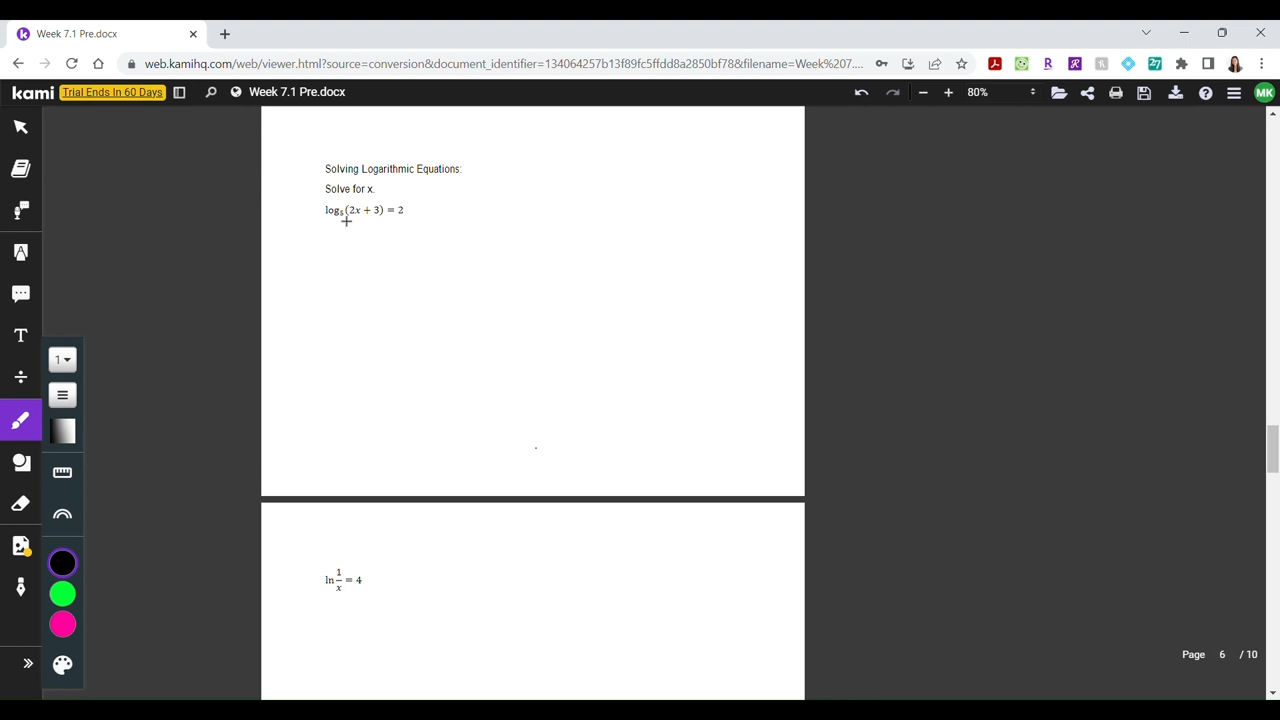 Week 7.1 Pre.docx
web.kamihq.com/web/viewer.html?source=conversion&document_identifier=134064257b13f89fc5ffdd8a2850bf78&filename=Week%207....
kami Trial Ends In 60 Days Week 7.1 Pre.docx 80% MK
Solving Logarithmic Equations:
Solve for x.
log₅(2x + 3) = 2
1
ln 1/x = 4
Page 6 / 10